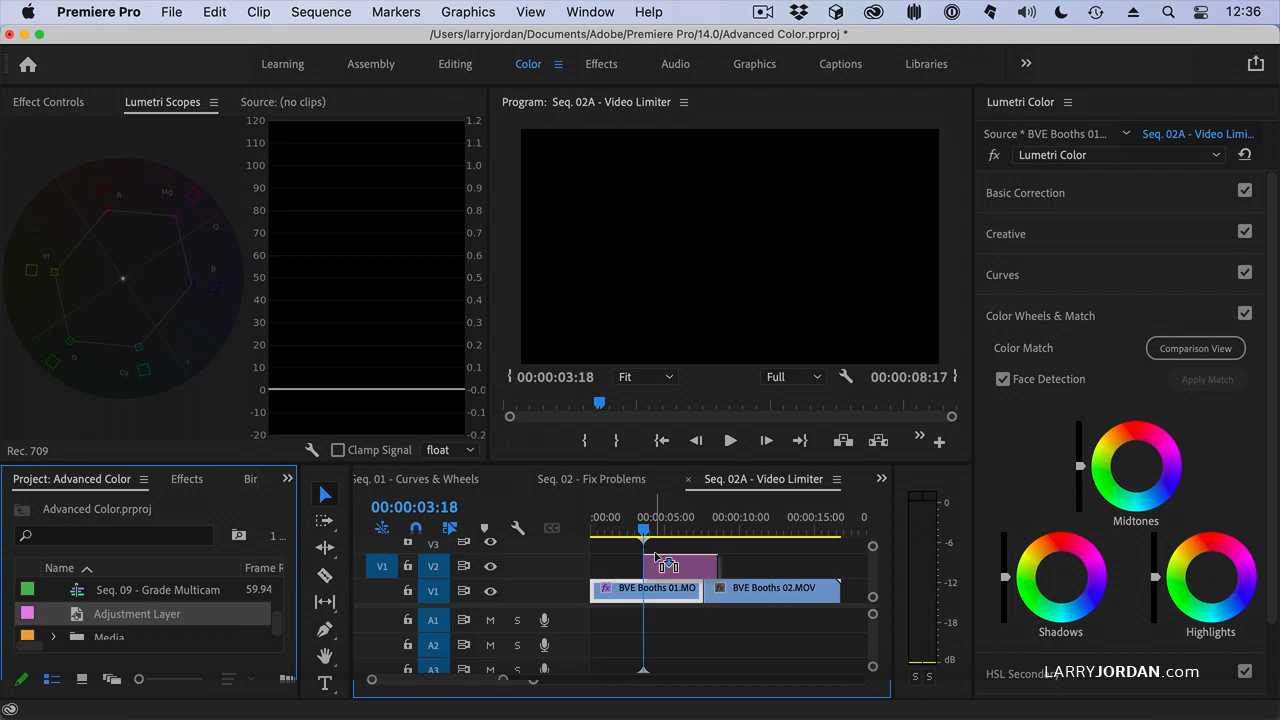 Premiere Pro File Edit Clip Sequence Markers Graphics View Window Help 12:36
/Users/larryjordan/Documents/Adobe/Premiere Pro/14.0/Advanced Color.prproj *
Learning Assembly Editing Color Effects Audio Graphics Captions Libraries
Effect Controls Lumetri Scopes Source: (no clips) Program: Seq. 02A - Video Limiter Lumetri Color
Source * BVE Booths 01... Seq. 02A - Video Limi...
fx Lumetri Color
Basic Correction
Creative
Curves
Color Wheels & Match
Color Match Comparison View
Face Detection Apply Match
Midtones
Shadows Highlights
HSL Secondary
LARRYJORDAN.com
R Mg Q Yl B G Cy
120 1.2
100 1.1
100 1.0
90 0.9
80 0.8
70 0.7
60 0.6
50 0.5
40 0.4
30 0.3
20 0.2
10 0.1
0 -0.0
-10 -0.1
-20 -0.2
Rec. 709 Clamp Signal float
00:00:03:18 Fit Full 00:00:08:17
Project: Advanced Color Effects Bir
Advanced Color.prproj
1 ...
Name Frame R
Seq. 09 - Grade Multicam 59.94
Adjustment Layer
Media
Seq. 01 - Curves & Wheels Seq. 02 - Fix Problems × Seq. 02A - Video Limiter
00:00:03:18
:00:00 00:00:05:00 00:00:10:00 00:00:15:00 0
V3
V1 V2
V1 fx BVE Booths 01.MO fx BVE Booths 02.MOV
A1 M S
A2 M S
A3 M S
0
-6
-12
-18
dB
S S